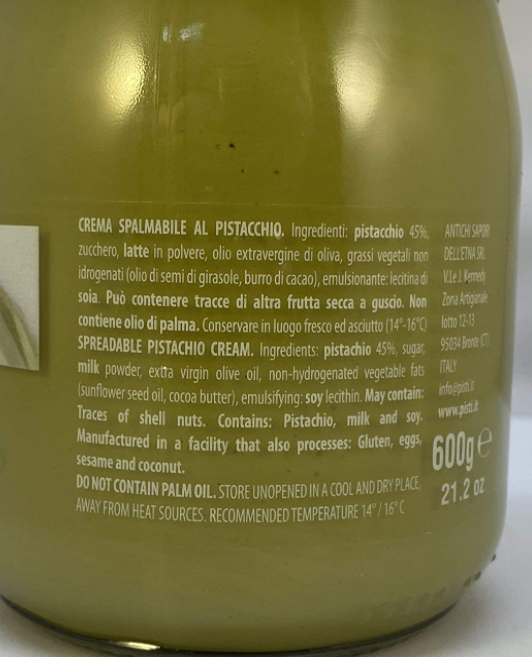 CREMA SPALMABILE AL PISTACCHIO. Ingredienti: pistacchio 45%,
zucchero, latte in polvere, olio extravergine di oliva, grassi vegetali non
idrogenati (olio di semi di girasole, burro di cacao), emulsionante: lecitina di
soia. Può contenere tracce di altra frutta secca a guscio. Non
contiene olio di palma. Conservare in luogo fresco ed asciutto (14°-16°C)
SPREADABLE PISTACHIO CREAM. Ingredients: pistachio 45%, sugar,
milk powder, extra virgin olive oil, non-hydrogenated vegetable fats
(sunflower seed oil, cocoa butter), emulsifying: soy lecithin. May contain:
Traces of shell nuts. Contains: Pistachio, milk and soy.
Manufactured in a facility that also processes: Gluten, eggs,
sesame and coconut.
DO NOT CONTAIN PALM OIL. STORE UNOPENED IN A COOL AND DRY PLACE,
AWAY FROM HEAT SOURCES. RECOMMENDED TEMPERATURE 14°/16°C
ANTICHI SAPORI
DELL'ETNA SRL
V.le J. Kennedy
Zona Artigianale
lotto 12-13
95034 Bronte (CT)
ITALY
info@pisti.it
www.pisti.it
600g e
21.2 oz